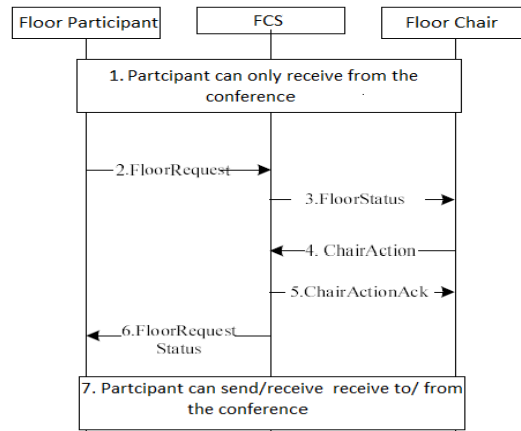 Floor Participant FCS Floor Chair
1. Partcipant can only receive from the
conference .
2.FloorRequest
3.FloorStatus
4. ChairAction
5.ChairActionAck
6.FloorRequest
Status
7. Partcipant can send/receive receive to/ from
the conference